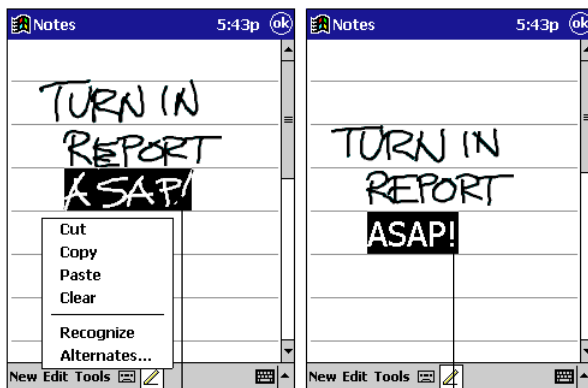 Notes 5:43p ok
TURN IN
REPORT
ASAP!
Cut
Copy
Paste
Clear
Recognize
Alternates...
New Edit Tools
Notes 5:43p ok
TURN IN
REPORT
ASAP!
New Edit Tools